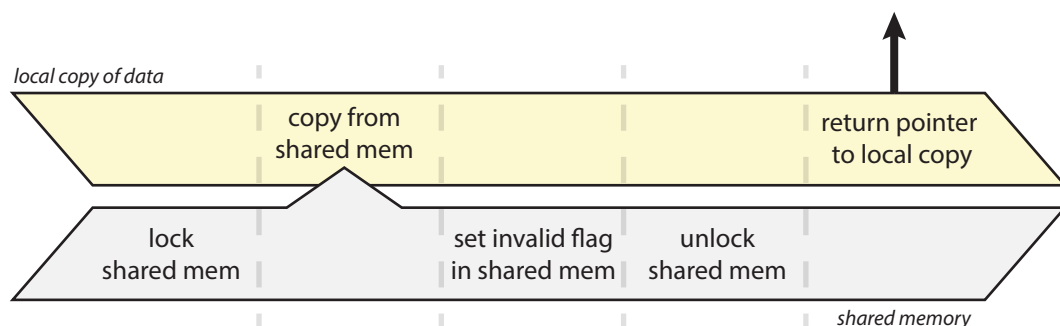 local copy of data
copy from
shared mem
return pointer
to local copy
lock
shared mem
set invalid flag
in shared mem
unlock
shared mem
shared memory